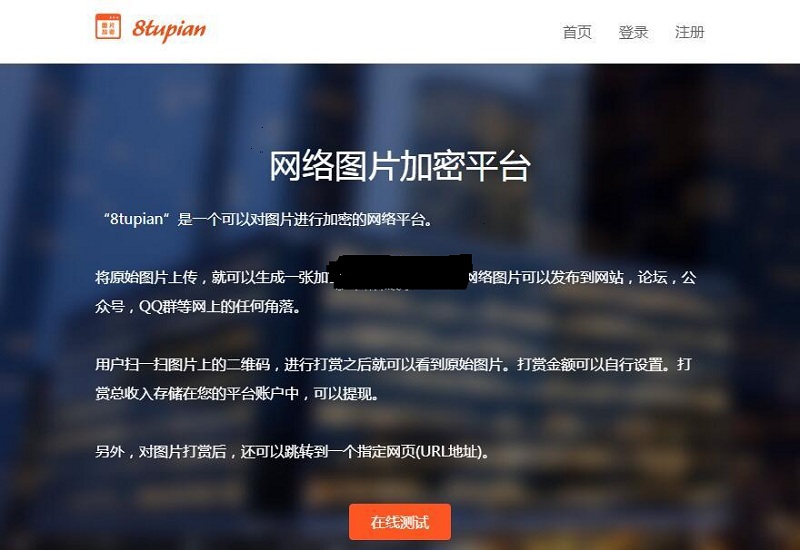 8tupian
首页 登录 注册
网络图片加密平台
“8tupian”是一个可以对图片进行加密的网络平台。
将原始图片上传，就可以生成一张加 网络图片可以发布到网站，论坛，公
众号，QQ群等网上的任何角落。
用户扫一扫图片上的二维码，进行打赏之后就可以看到原始图片。打赏金额可以自行设置。打
赏总收入存储在您的平台账户中，可以提现。
另外，对图片打赏后，还可以跳转到一个指定网页(URL地址)。
在线测试